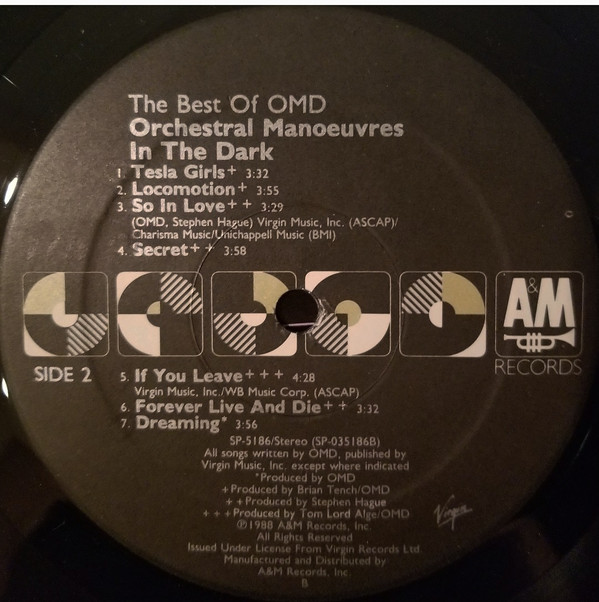 The Best Of OMD
Orchestral Manoeuvres
In The Dark
1. Tesla Girls+ 3:32
2. Locomotion+ 3:55
3. So In Love++ 3:29
(OMD, Stephen Hague) Virgin Music, Inc. (ASCAP)/
Charisma Music/Unichappell Music (BMI)
4. Secret++ 3:58
A&M
RECORDS
SIDE 2
5. If You Leave+++ 4:28
Virgin Music, Inc./WB Music Corp. (ASCAP)
6. Forever Live And Die++ 3:32
7. Dreaming* 3:56
SP-5186/Stereo (SP-035186B)
All songs written by OMD, published by
Virgin Music, Inc. except where indicated
*Produced by OMD
+Produced by Brian Tench/OMD
++Produced by Stephen Hague
+++Produced by Tom Lord Alge/OMD
℗1988 A&M Records, Inc.
All Rights Reserved
Issued Under License From Virgin Records Ltd.
Manufactured and Distributed by
A&M Records, Inc.
B
Virgin